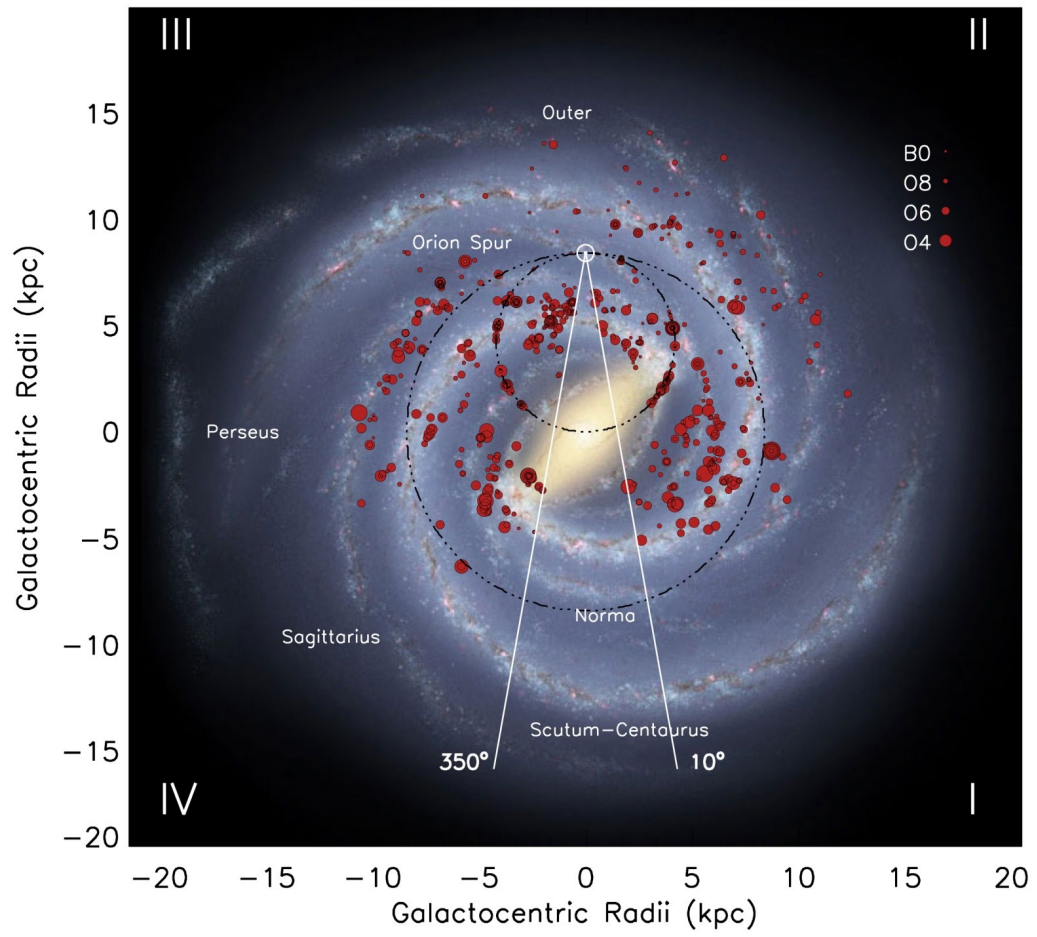 III
II
Outer
B0
O8
O6
O4
Orion Spur
Perseus
Norma
Sagittarius
Scutum−Centaurus
350°
10°
IV
I
15
10
5
0
−5
−10
−15
−20
Galactocentric Radii (kpc)
−20
−15
−10
−5
0
5
10
15
20
Galactocentric Radii (kpc)